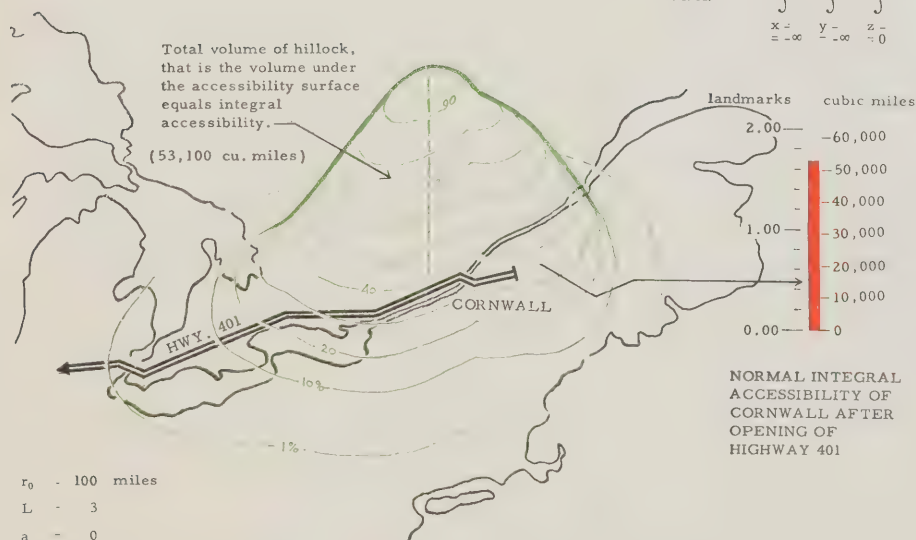 x = y - z -
= -∞ - -∞ = 0
Total volume of hillock,
that is the volume under
the accessibility surface
equals integral
accessibility.
(53,100 cu. miles)
90
landmarks cubic miles
2.00
60,000
50,000
40,000
1.00
30,000
20,000
10,000
0.00
0
40
CORNWALL
HWY. 401
20
10%
1%
NORMAL INTEGRAL
ACCESSIBILITY OF
CORNWALL AFTER
OPENING OF
HIGHWAY 401
r₀ - 100 miles
L - 3
a = 0